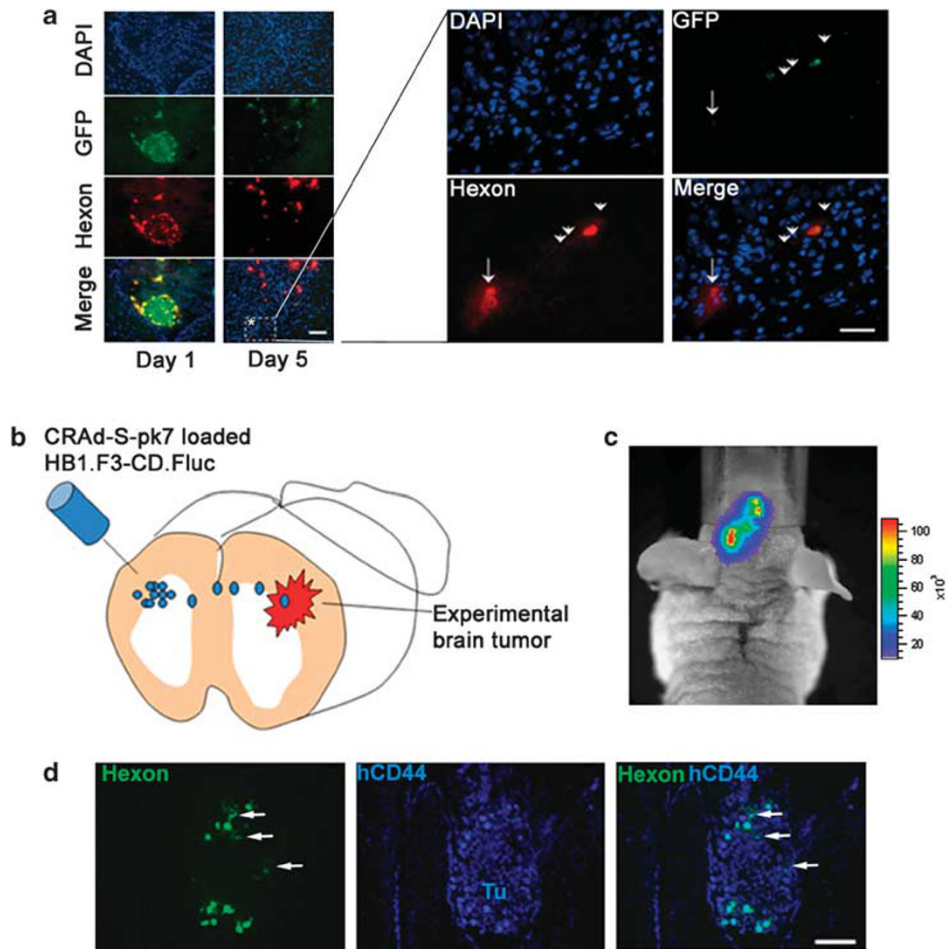 a
DAPI
GFP
Hexon
Merge
Day 1
Day 5
*
DAPI
GFP
Hexon
Merge
b
CRAd-S-pk7 loaded
HB1.F3-CD.Fluc
Experimental
brain tumor
c
100
80
60
40
20
x10³
d
Hexon
hCD44
Tu
Hexon hCD44